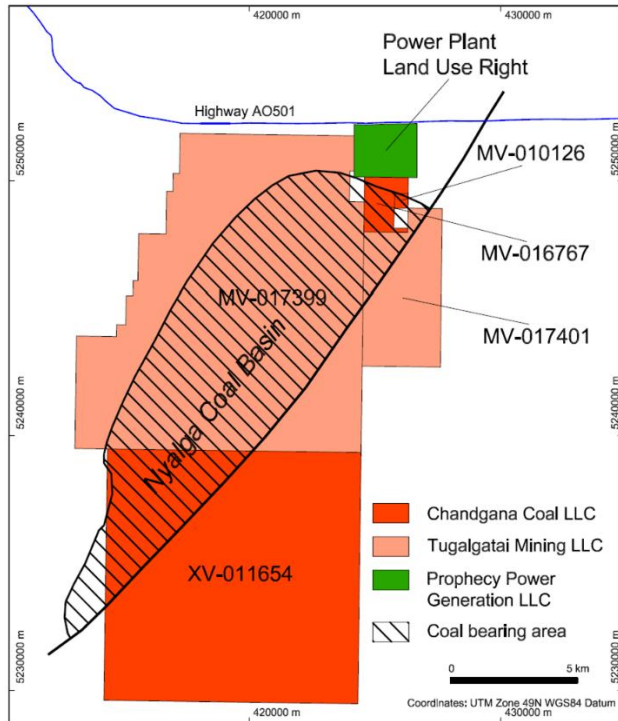 420000 m
430000 m
Power Plant
Land Use Right
Highway AO501
5250000 m
5250000 m
MV-010126
MV-016767
MV-017399
MV-017401
Nyalga Coal Basin
5240000 m
5240000 m
XV-011654
Chandgana Coal LLC
Tugalgatai Mining LLC
Prophecy Power
Generation LLC
Coal bearing area
0
5 km
5230000 m
5230000 m
Coordinates: UTM Zone 49N WGS84 Datum
420000 m
430000 m